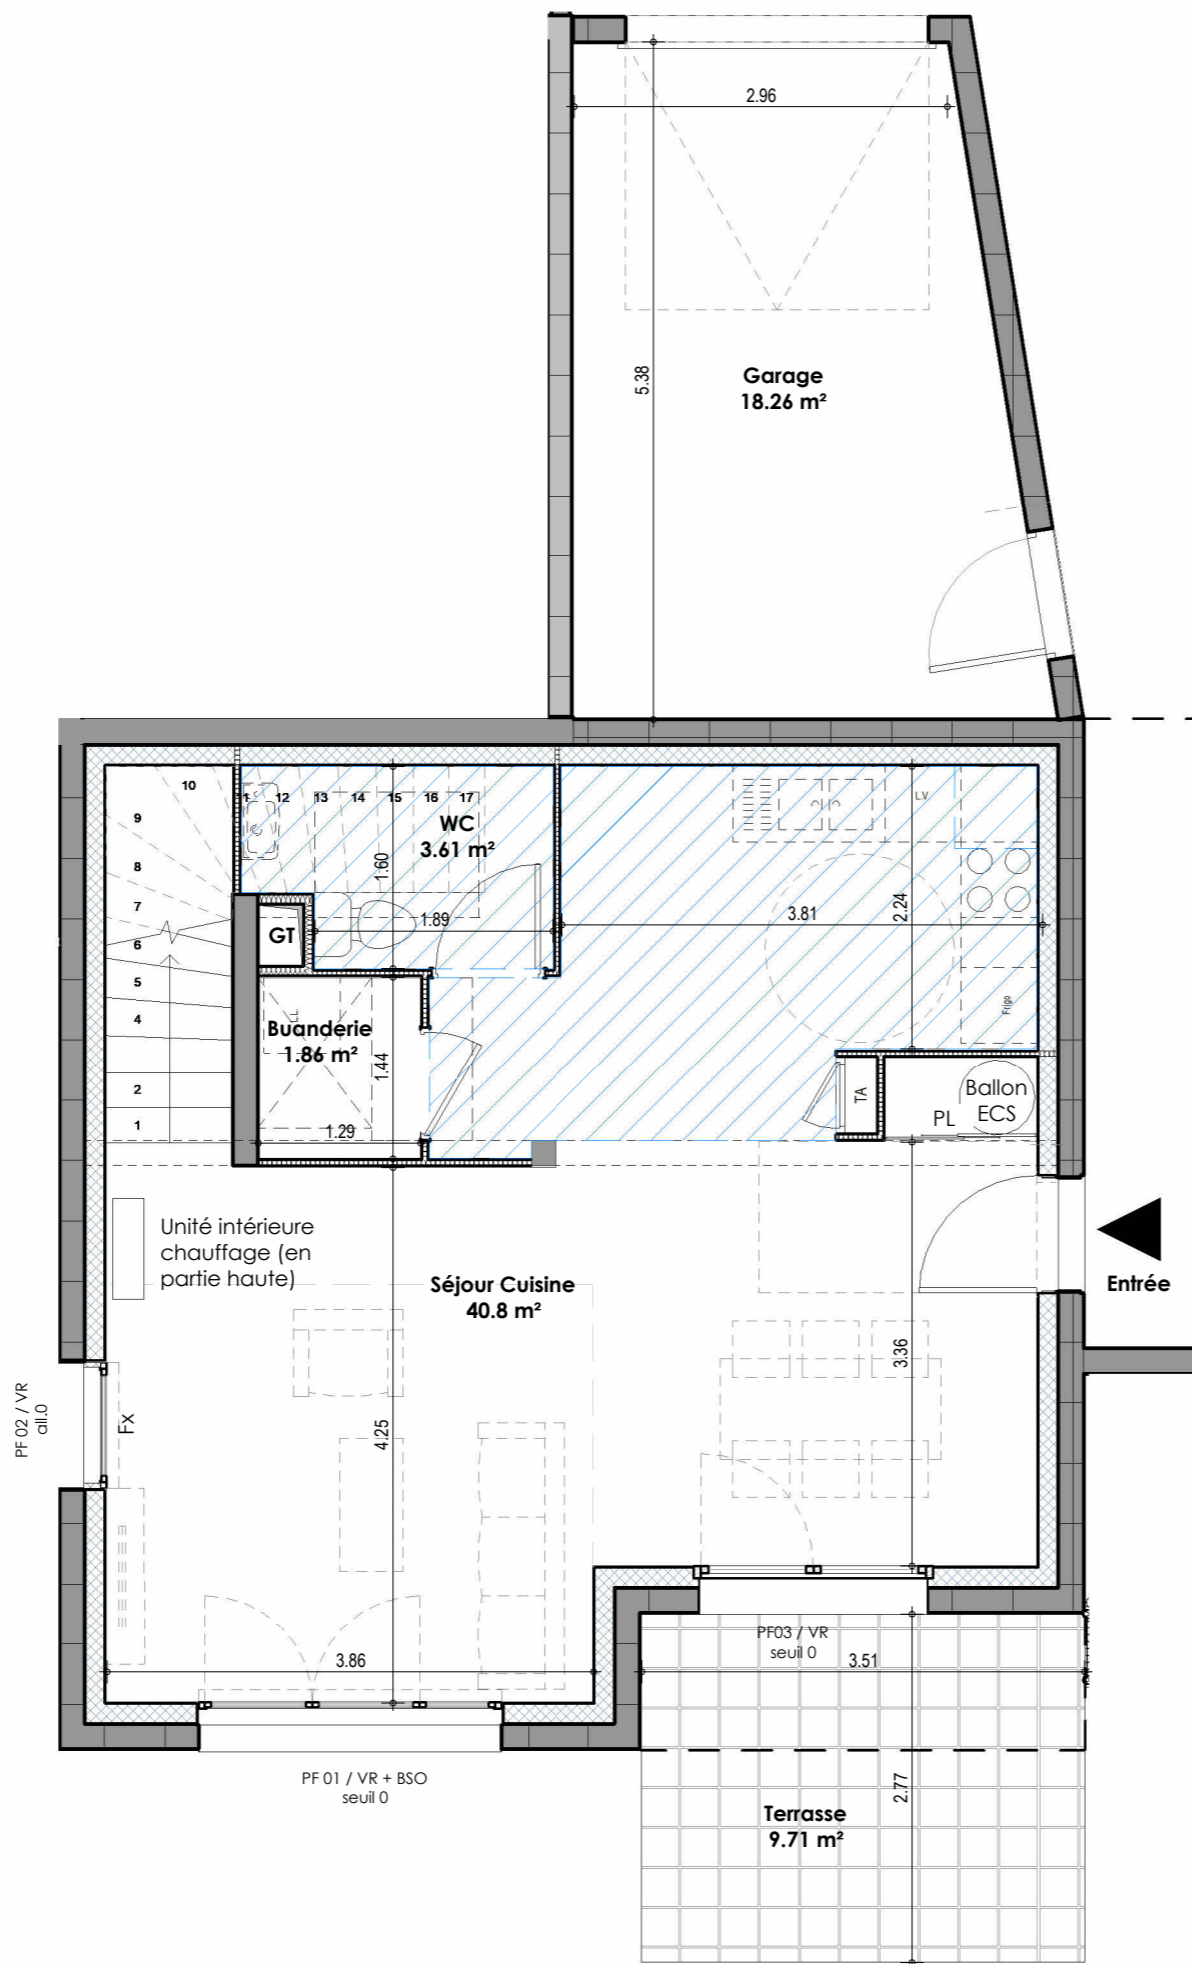 2.96
5.38
Garage
18.26 m²
10
9
8
7
6
5
4
2
1
12
13
14
15
16
17
WC
3.61 m²
1.60
1.89
GT
L.V.
3.81
2.24
Frigo
L.L.
Buanderie
1.86 m²
1.44
1.29
TA
PL
Ballon
ECS
Unité intérieure
chauffage (en
partie haute)
Séjour Cuisine
40.8 m²
Entrée
3.36
4.25
PF 02 / VR
all.0
Fx
3.86
PF03 / VR
seuil 0
3.51
PF 01 / VR + BSO
seuil 0
2.77
Terrasse
9.71 m²